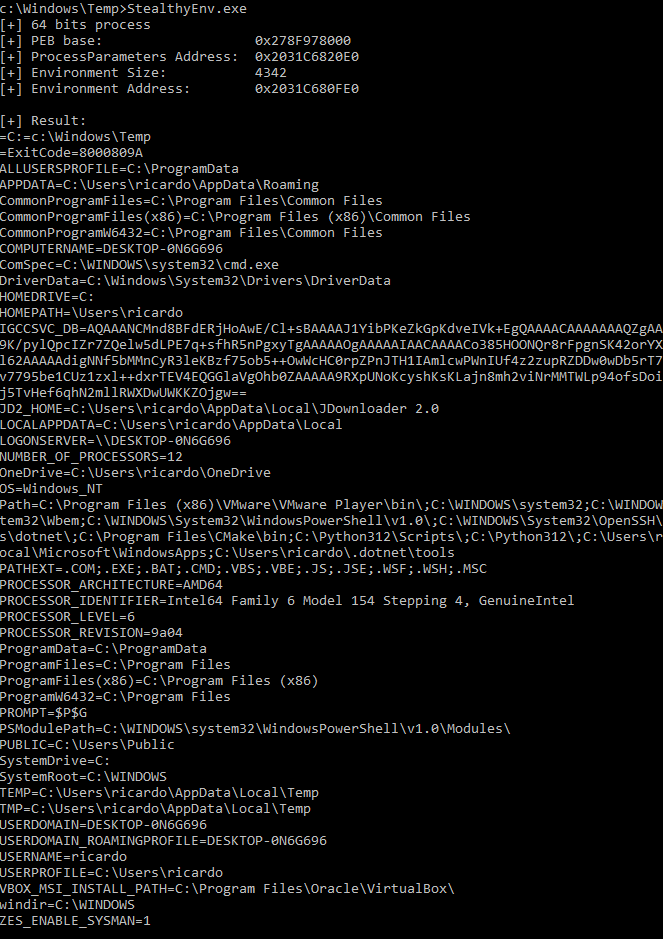 c:\Windows\Temp>StealthyEnv.exe
[+] 64 bits process
[+] PEB base: 0x278F978000
[+] ProcessParameters Address: 0x2031C6820E0
[+] Environment Size: 4342
[+] Environment Address: 0x2031C680FE0
[+] Result:
=C:=c:\Windows\Temp
=ExitCode=8000809A
ALLUSERSPROFILE=C:\ProgramData
APPDATA=C:\Users\ricardo\AppData\Roaming
CommonProgramFiles=C:\Program Files\Common Files
CommonProgramFiles(x86)=C:\Program Files (x86)\Common Files
CommonProgramW6432=C:\Program Files\Common Files
COMPUTERNAME=DESKTOP-0N6G696
ComSpec=C:\WINDOWS\system32\cmd.exe
DriverData=C:\Windows\System32\Drivers\DriverData
HOMEDRIVE=C:
HOMEPATH=\Users\ricardo
IGCCSVC_DB=AQAAANCMnd8BFdERjHoAwE/Cl+sBAAAAJ1YibPKeZkGpKdveIVk+EgQAAAACAAAAAAAQZgAA
9K/pylQpcIZr7ZQelw5dLPE7q+sfhR5nPgxyTgAAAAAOgAAAAAIAACAAAACo385HOONQr8rFpgnSK42orYX
l62AAAAAdigNNf5bMMnCyR3leKBzf75ob5++OwWcHC0rpZPnJTH1IAmlcwPWnIUf4z2zupRZDDw0wDb5rT7
v7795be1CUz1zxl++dxrTEV4EQGGlaVgOhb0ZAAAAA9RXpUNoKcyshKsKLajn8mh2viNrMMTWLp94ofsDoi
j5TvHef6qhN2mllRWXDwUWKKZOjgw==
JD2_HOME=C:\Users\ricardo\AppData\Local\JDownloader 2.0
LOCALAPPDATA=C:\Users\ricardo\AppData\Local
LOGONSERVER=\\DESKTOP-0N6G696
NUMBER_OF_PROCESSORS=12
OneDrive=C:\Users\ricardo\OneDrive
OS=Windows_NT
Path=C:\Program Files (x86)\VMware\VMware Player\bin\;C:\WINDOWS\system32;C:\WINDOW
tem32\Wbem;C:\WINDOWS\System32\WindowsPowerShell\v1.0\;C:\WINDOWS\System32\OpenSSH\
s\dotnet\;C:\Program Files\CMake\bin;C:\Python312\Scripts\;C:\Python312\;C:\Users\r
ocal\Microsoft\WindowsApps;C:\Users\ricardo\.dotnet\tools
PATHEXT=.COM;.EXE;.BAT;.CMD;.VBS;.VBE;.JS;.JSE;.WSF;.WSH;.MSC
PROCESSOR_ARCHITECTURE=AMD64
PROCESSOR_IDENTIFIER=Intel64 Family 6 Model 154 Stepping 4, GenuineIntel
PROCESSOR_LEVEL=6
PROCESSOR_REVISION=9a04
ProgramData=C:\ProgramData
ProgramFiles=C:\Program Files
ProgramFiles(x86)=C:\Program Files (x86)
ProgramW6432=C:\Program Files
PROMPT=$P$G
PSModulePath=C:\WINDOWS\system32\WindowsPowerShell\v1.0\Modules\
PUBLIC=C:\Users\Public
SystemDrive=C:
SystemRoot=C:\WINDOWS
TEMP=C:\Users\ricardo\AppData\Local\Temp
TMP=C:\Users\ricardo\AppData\Local\Temp
USERDOMAIN=DESKTOP-0N6G696
USERDOMAIN_ROAMINGPROFILE=DESKTOP-0N6G696
USERNAME=ricardo
USERPROFILE=C:\Users\ricardo
VBOX_MSI_INSTALL_PATH=C:\Program Files\Oracle\VirtualBox\
windir=C:\WINDOWS
ZES_ENABLE_SYSMAN=1